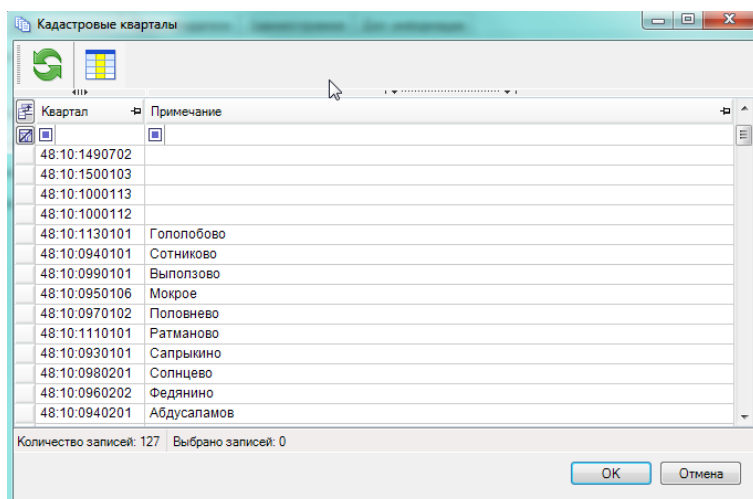 Кадастровые кварталы
Квартал Примечание
48:10:1490702
48:10:1500103
48:10:1000113
48:10:1000112
48:10:1130101 Гололобово
48:10:0940101 Сотниково
48:10:0990101 Выползово
48:10:0950106 Мокрое
48:10:0970102 Половнево
48:10:1110101 Ратманово
48:10:0930101 Сапрыкино
48:10:0980201 Солнцево
48:10:0960202 Федянино
48:10:0940201 Абдусаламов
Количество записей: 127 Выбрано записей: 0
OK Отмена